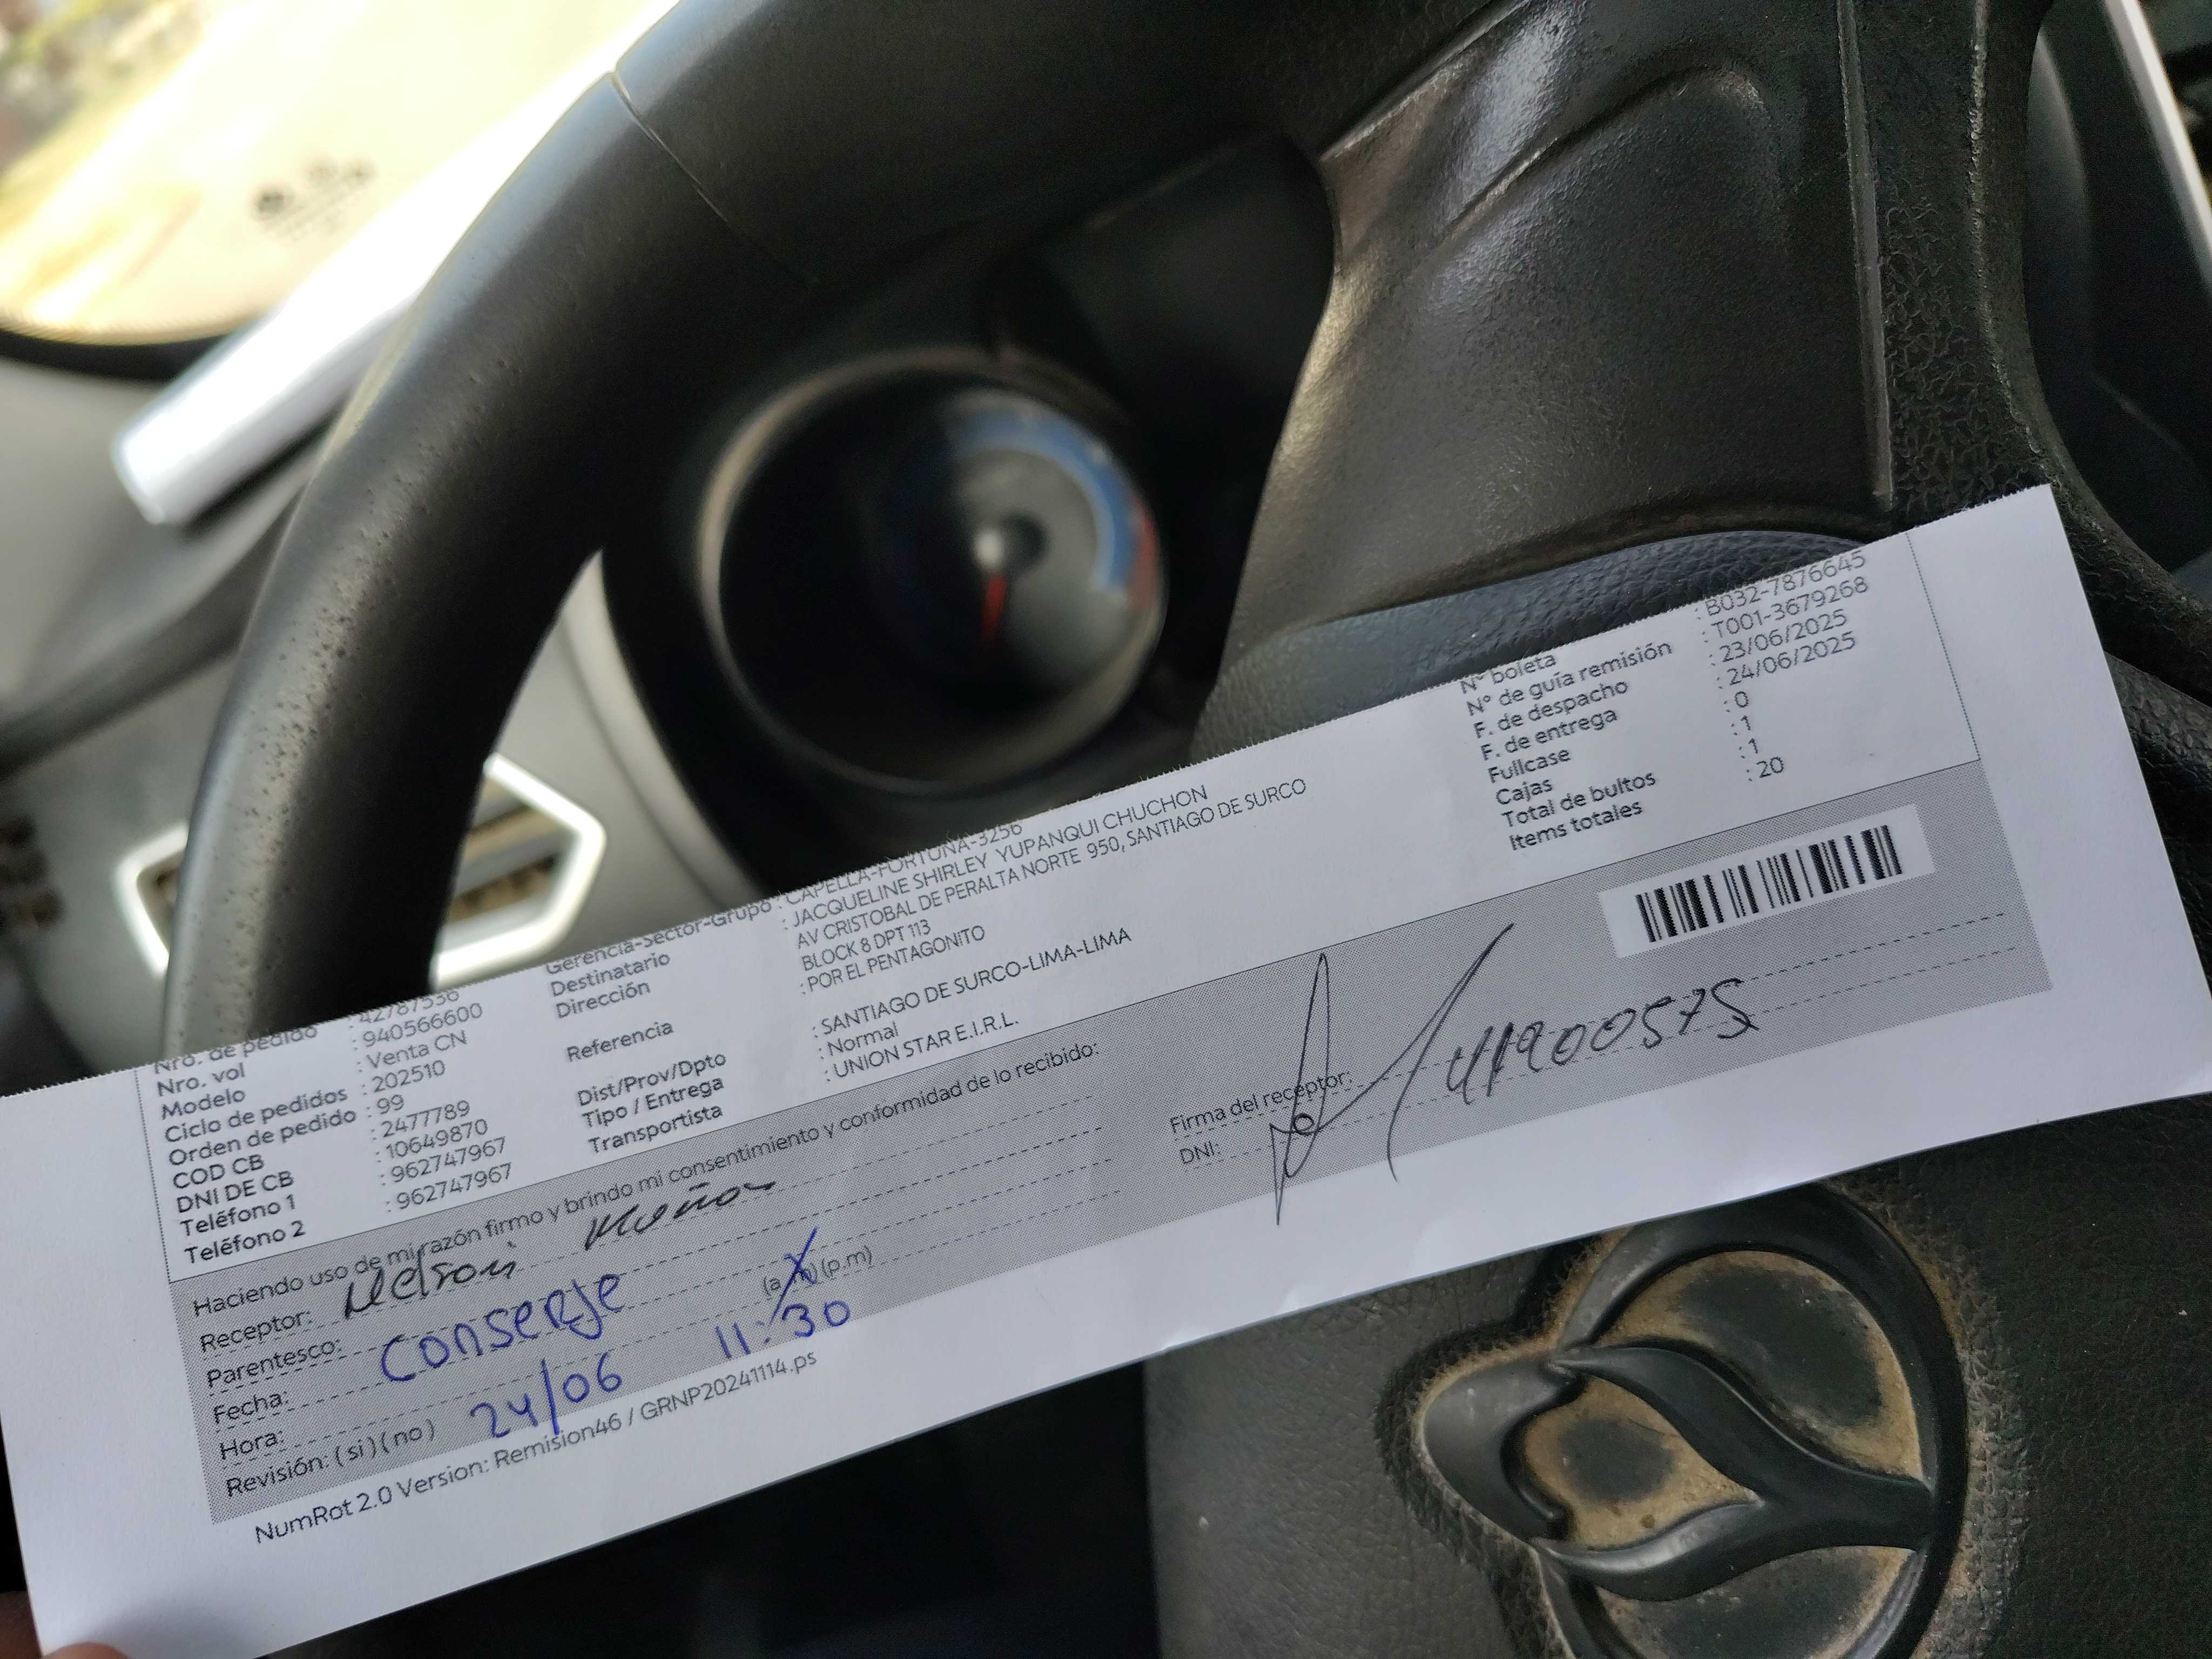 Nro. de pedido : 42787536
Nro. vol : 940566600
Modelo : Venta CN
Ciclo de pedidos : 202510
Orden de pedido : 99
COD CB : 2477789
DNI DE CB : 10649870
Teléfono 1 : 962747967
Teléfono 2 : 962747967
Gerencia-Sector-Grupo : CAPELLA-FORTUNA-3256
Destinatario : JACQUELINE SHIRLEY YUPANQUI CHUCHON
Dirección AV CRISTOBAL DE PERALTA NORTE 950, SANTIAGO DE SURCO
BLOCK 8 DPT 113
Referencia : POR EL PENTAGONITO
Dist/Prov/Dpto : SANTIAGO DE SURCO-LIMA-LIMA
Tipo / Entrega : Normal
Transportista : UNION STAR E.I.R.L.
N° boleta : B032-7876645
N° de guía remisión : T001-3679268
F. de despacho : 23/06/2025
F. de entrega : 24/06/2025
Fullcase : 0
Cajas : 1
Total de bultos : 1
Items totales : 20
Haciendo uso de mi razón firmo y brindo mi consentimiento y conformidad de lo recibido:
Receptor: Nelson
Parentesco: Conserje
Fecha: 24/06
Hora: 11:30 (a.m)(p.m)
Revisión: (si)(no)
Firma del receptor:
DNI: 41900575
NumRot 2.0 Version: Remision46 / GRNP20241114.ps